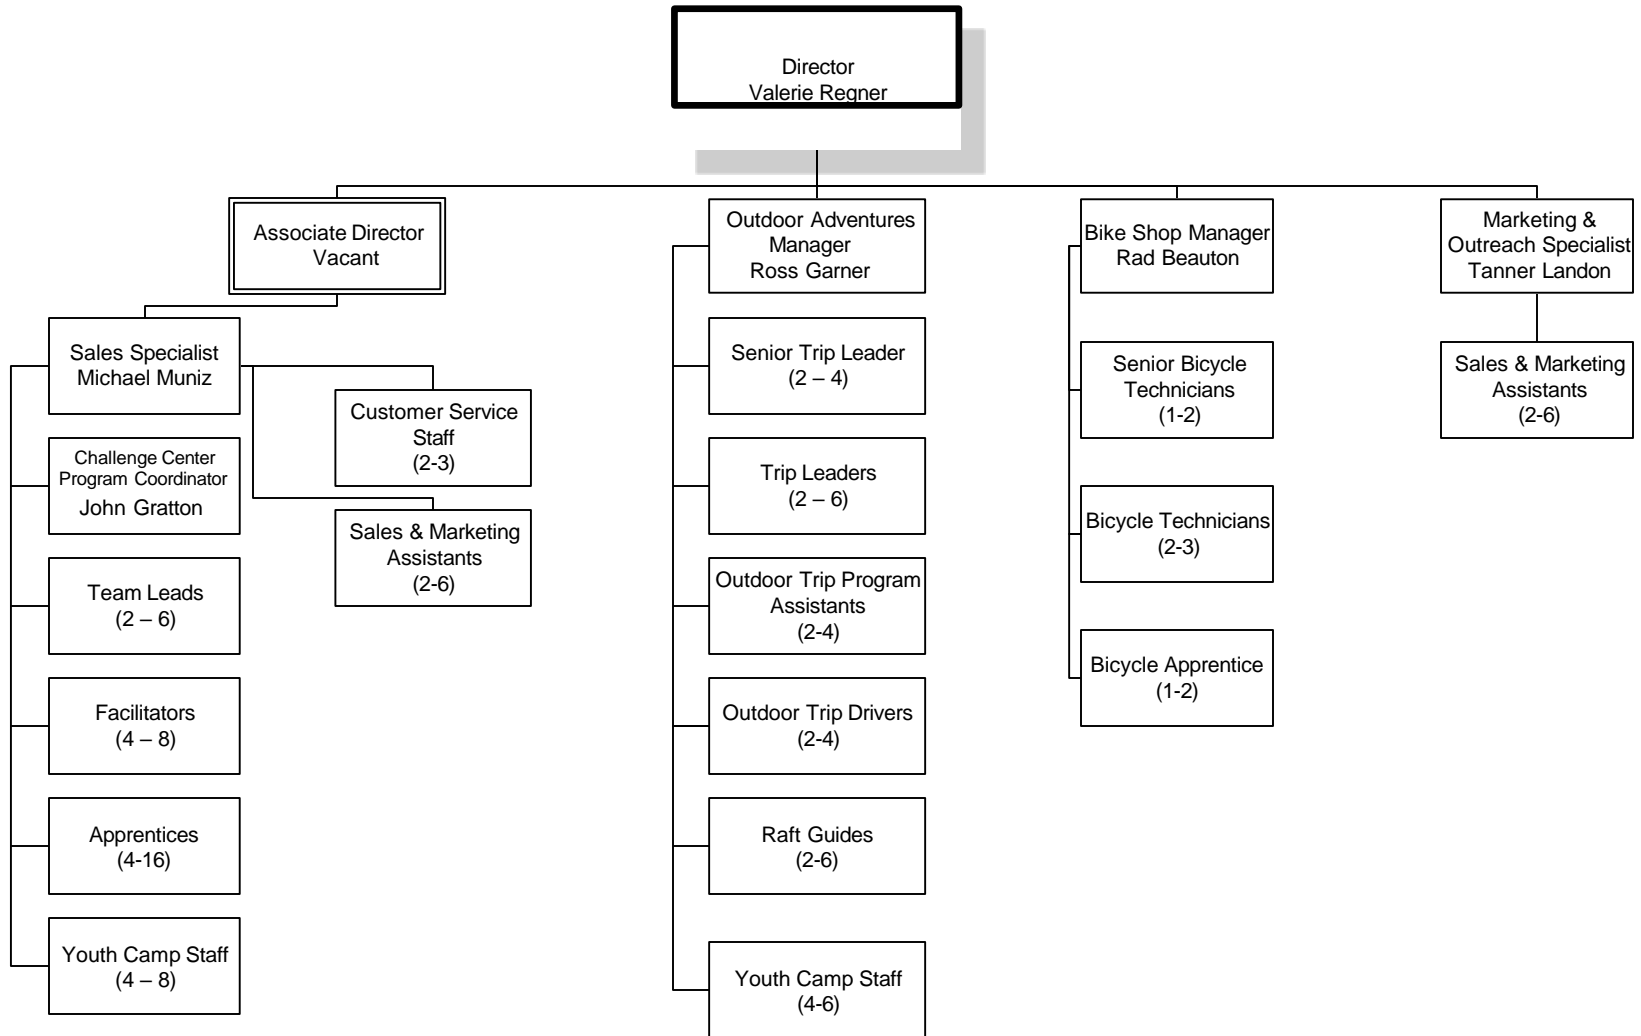 Director
Valerie Regner
Associate Director
Vacant
Outdoor Adventures
Manager
Ross Garner
Bike Shop Manager
Rad Beauton
Marketing &
Outreach Specialist
Tanner Landon
Sales Specialist
Michael Muniz
Customer Service
Staff
(2-3)
Sales & Marketing
Assistants
(2-6)
Challenge Center
Program Coordinator
John Gratton
Team Leads
(2 – 6)
Facilitators
(4 – 8)
Apprentices
(4-16)
Youth Camp Staff
(4 – 8)
Senior Trip Leader
(2 – 4)
Trip Leaders
(2 – 6)
Outdoor Trip Program
Assistants
(2-4)
Outdoor Trip Drivers
(2-4)
Raft Guides
(2-6)
Youth Camp Staff
(4-6)
Senior Bicycle
Technicians
(1-2)
Bicycle Technicians
(2-3)
Bicycle Apprentice
(1-2)
Sales & Marketing
Assistants
(2-6)